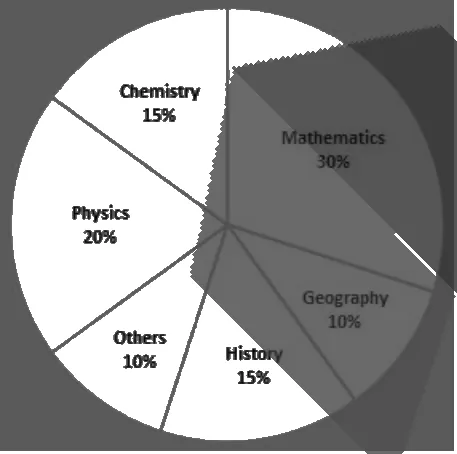 Chemistry
15%
Mathematics
30%
Physics
20%
Geography
10%
Others
10%
History
15%